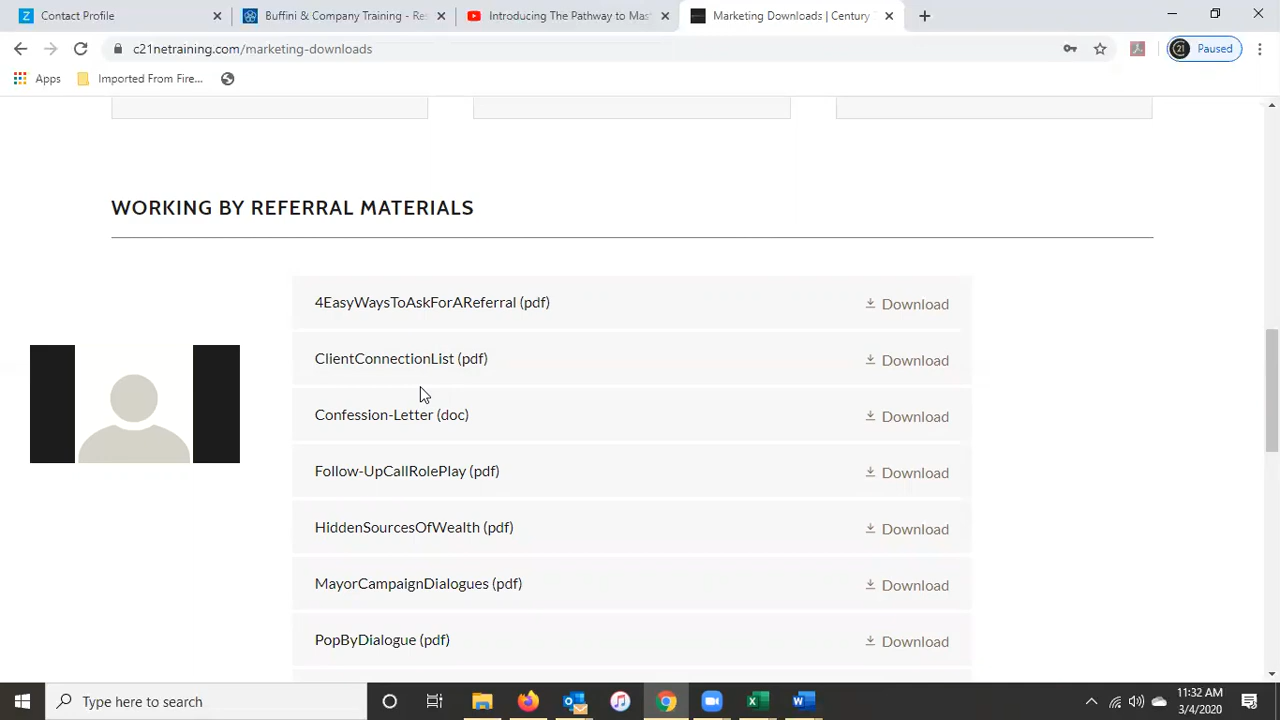 Contact Profile
Buffini & Company Training - Re
Introducing The Pathway to Mast
Marketing Downloads | Century
c21netraining.com/marketing-downloads
21
Paused
Apps
Imported From Fire...
WORKING BY REFERRAL MATERIALS
4EasyWaysToAskForAReferral (pdf)
Download
ClientConnectionList (pdf)
Download
Confession-Letter (doc)
Download
Follow-UpCallRolePlay (pdf)
Download
HiddenSourcesOfWealth (pdf)
Download
MayorCampaignDialogues (pdf)
Download
PopByDialogue (pdf)
Download
Type here to search
11:32 AM
3/4/2020